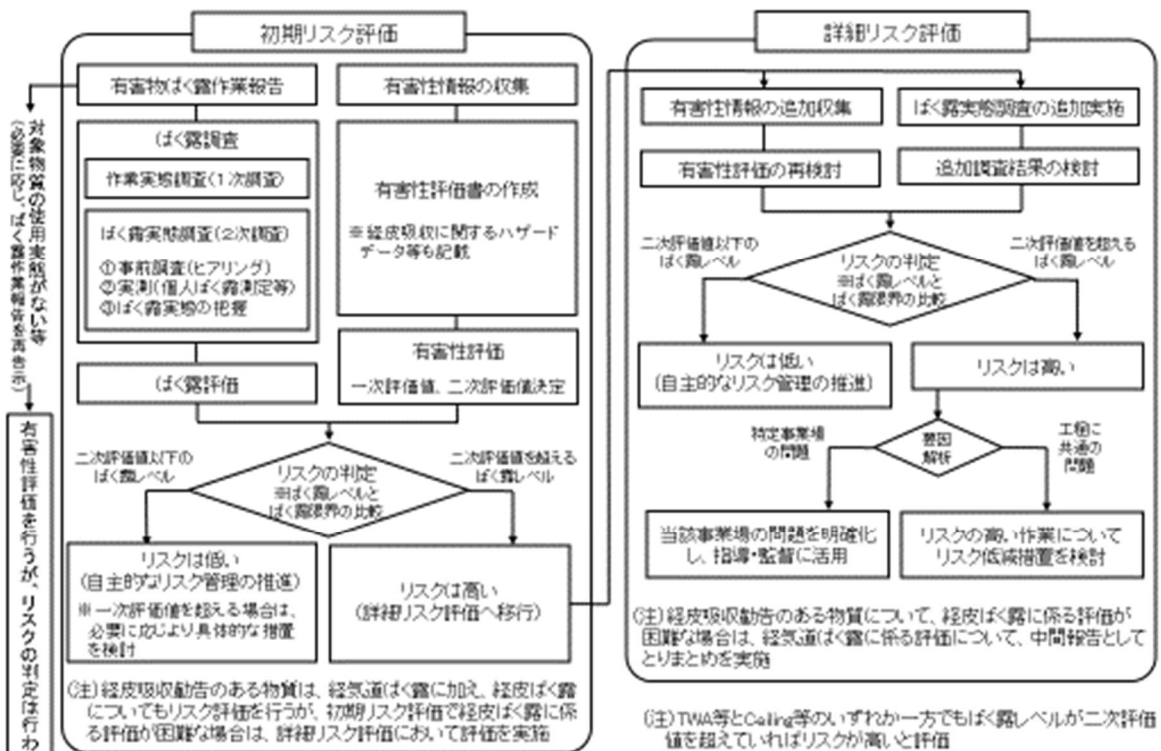 初期リスク評価
有害物ばく露作業報告
ばく露調査
作業実態調査(1次調査)
ばく露実態調査(2次調査)
①事前調査(ヒアリング)
②実測(個人ばく露測定等)
③ばく露実態の把握
ばく露評価
有害性情報の収集
有害性評価書の作成
※経皮吸収に関するハザード
データ等も記載
有害性評価
一次評価値、二次評価値決定
二次評価値以下の
ばく露レベル
リスクの判定
※ばく露レベルと
ばく露限界の比較
二次評価値を超える
ばく露レベル
リスクは低い
(自主的なリスク管理の推進)
※一次評価値を超える場合は、
必要に応じより具体的な措置
を検討
リスクは高い
(詳細リスク評価へ移行)
(注)経皮吸収勧告のある物質は、経気道ばく露に加え、経皮ばく露
についてもリスク評価を行うが、初期リスク評価で経皮ばく露に係
る評価が困難な場合は、詳細リスク評価において評価を実施
対象物質の使用実態がない等
(必要に応じ、ばく露作業報告を再告示)
有害性評価を行うが、リスクの判定は行わ
詳細リスク評価
有害性情報の追加収集
ばく露実態調査の追加実施
有害性評価の再検討
追加調査結果の検討
二次評価値以下の
ばく露レベル
リスクの判定
※ばく露レベルと
ばく露限界の比較
二次評価値を超える
ばく露レベル
リスクは低い
(自主的なリスク管理の推進)
リスクは高い
特定事業場
の問題
要因
解析
工程に
共通の
問題
当該事業場の問題を明確化
し、指導・監督に活用
リスクの高い作業について
リスク低減措置を検討
(注)経皮吸収勧告のある物質について、経皮ばく露に係る評価が
困難な場合は、経気道ばく露に係る評価について、中間報告として
とりまとめを実施
(注)TWA等とCeiling等のいずれか一方でもばく露レベルが二次評価
値を超えていればリスクが高いと評価